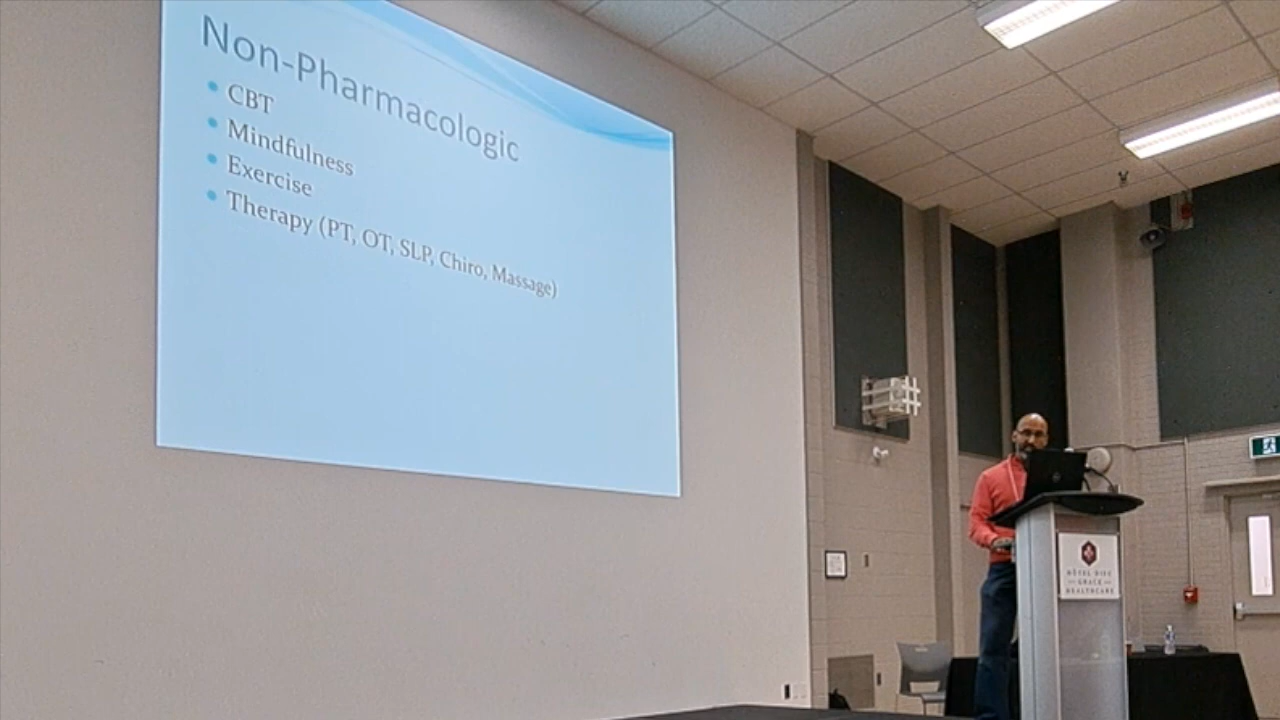 Non-Pharmacologic
CBT
Mindfulness
Exercise
Therapy (PT, OT, SLP, Chiro, Massage)
HÔTEL-DIEU
GRACE
HEALTHCARE